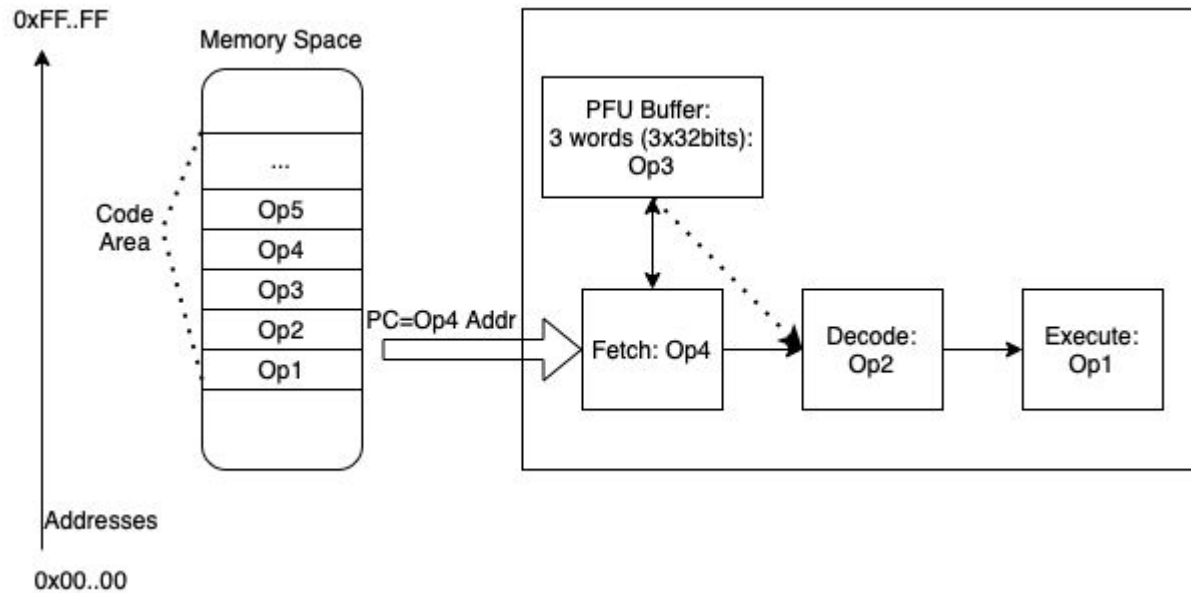 0xFF..FF
Memory Space
...
Op5
Op4
Op3
Op2
Op1
Code
Area
Addresses
0x00..00
PC=Op4 Addr
PFU Buffer:
3 words (3x32bits):
Op3
Fetch: Op4
Decode:
Op2
Execute:
Op1